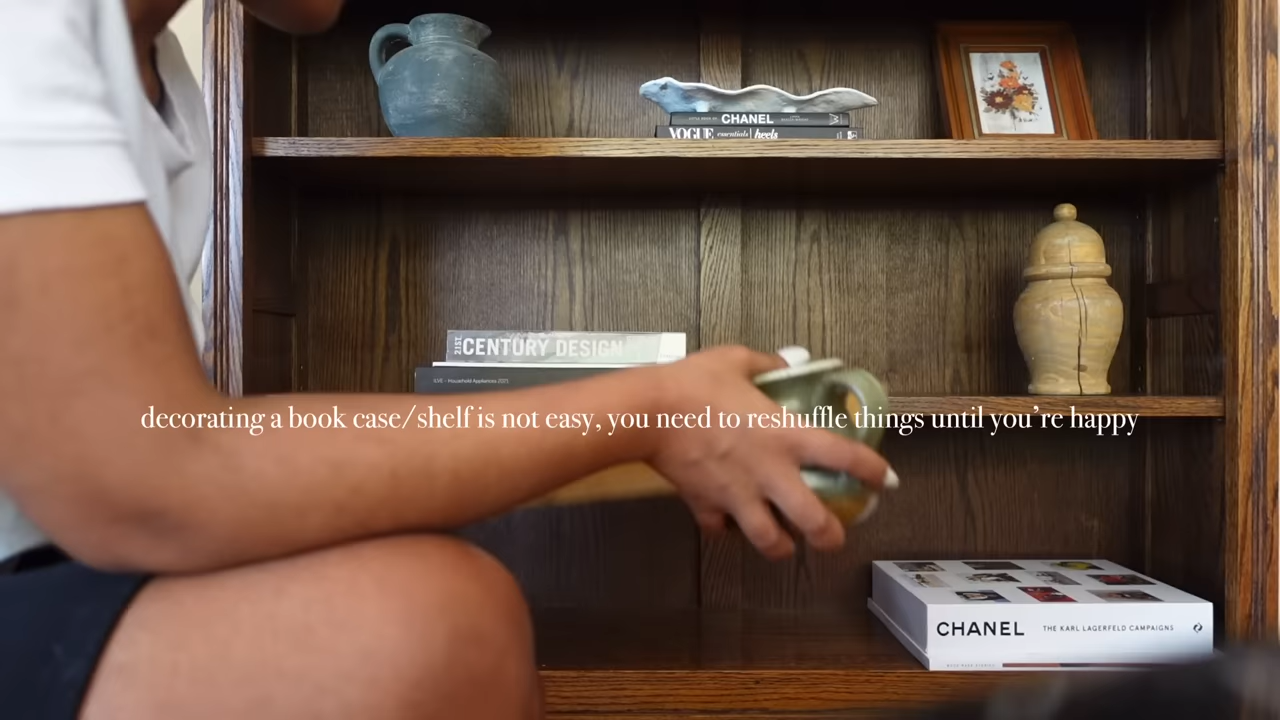 CHANEL
VOGUE essentials heels
21ST. CENTURY DESIGN
decorating a book case/shelf is not easy, you need to reshuffle things until you're happy
CHANEL THE KARL LAGERFELD CAMPAIGNS